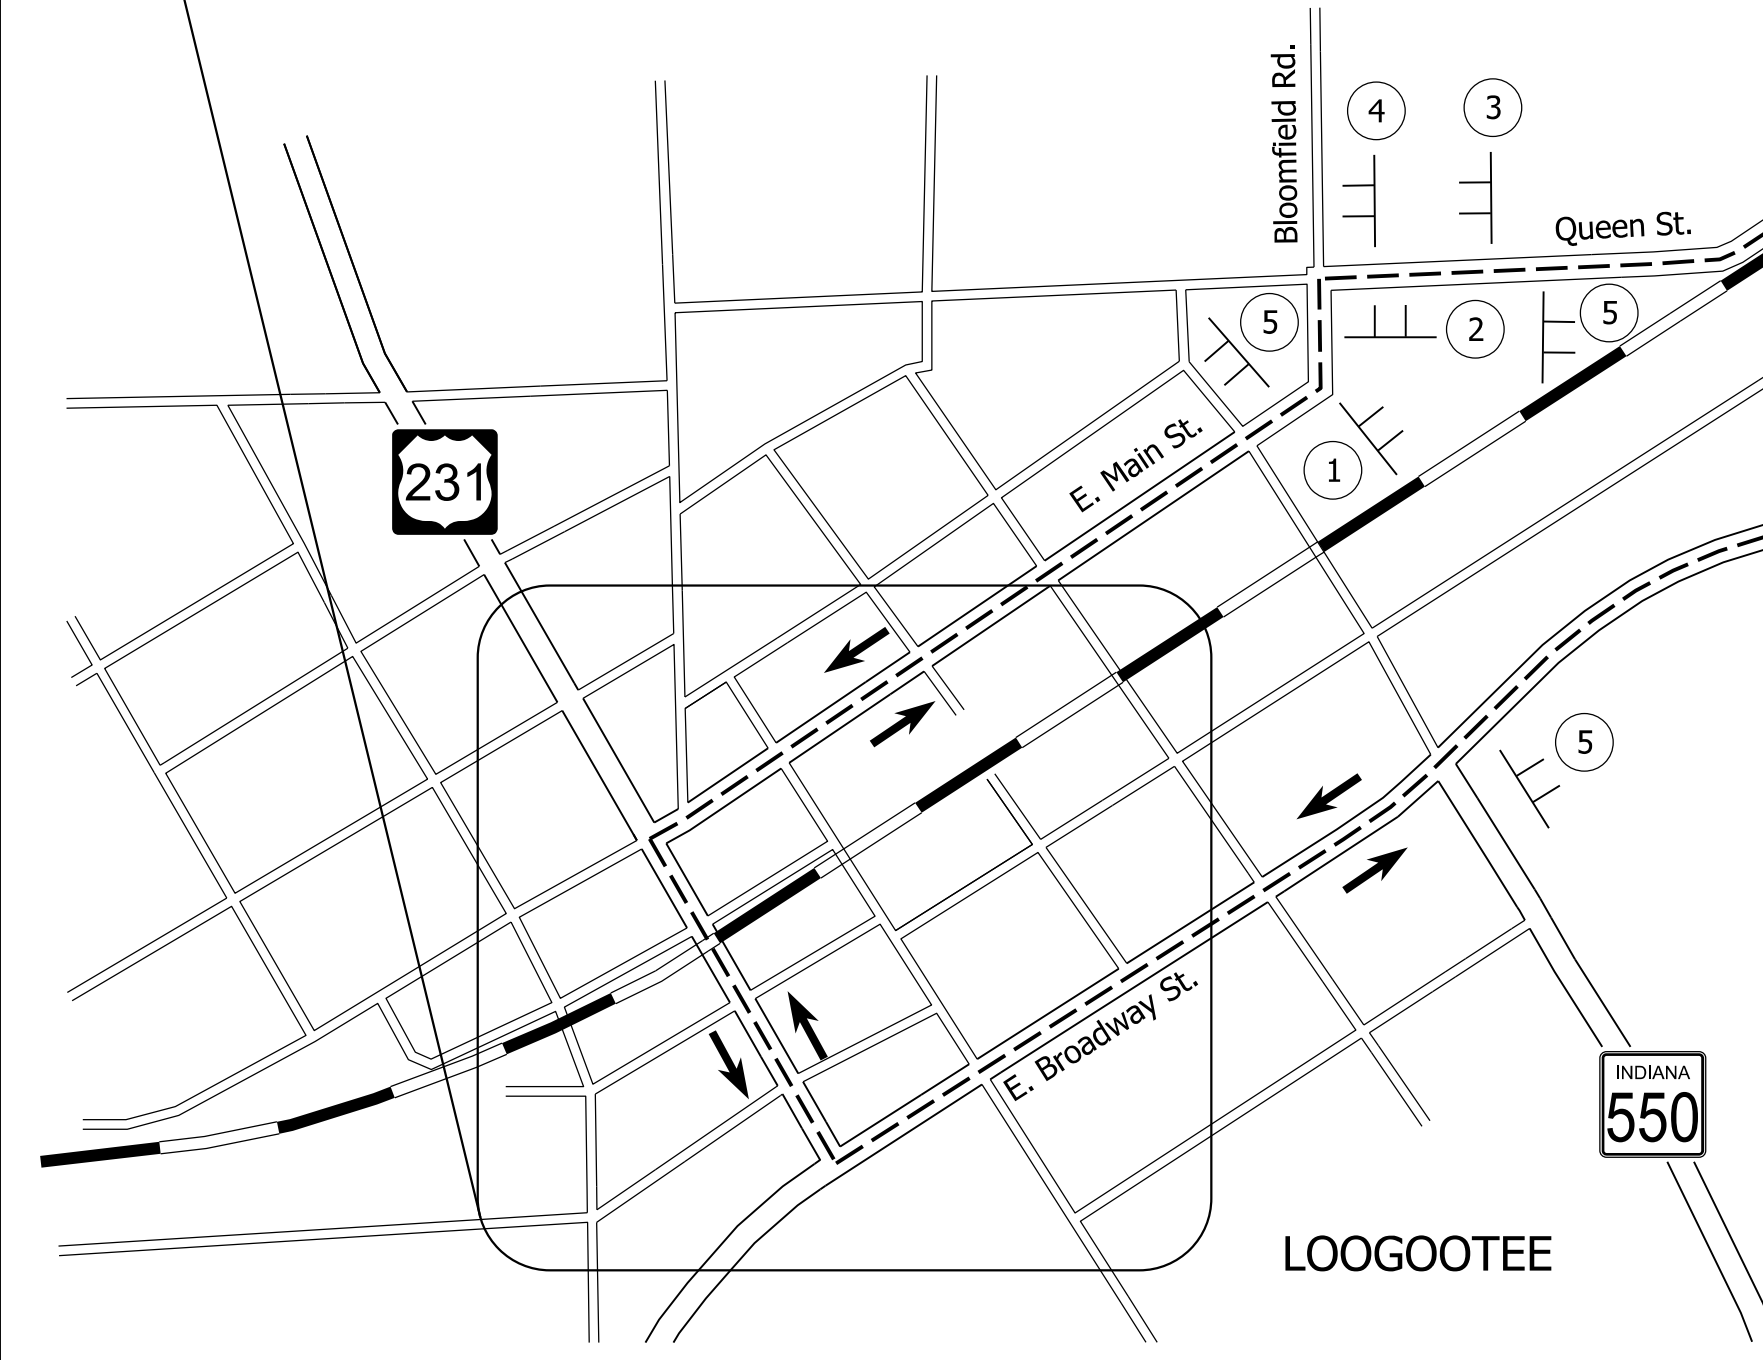 Bloomfield Rd.
4
3
Queen St.
5
2
5
E. Main St.
1
231
5
E. Broadway St.
INDIANA
550
LOOGOOTEE